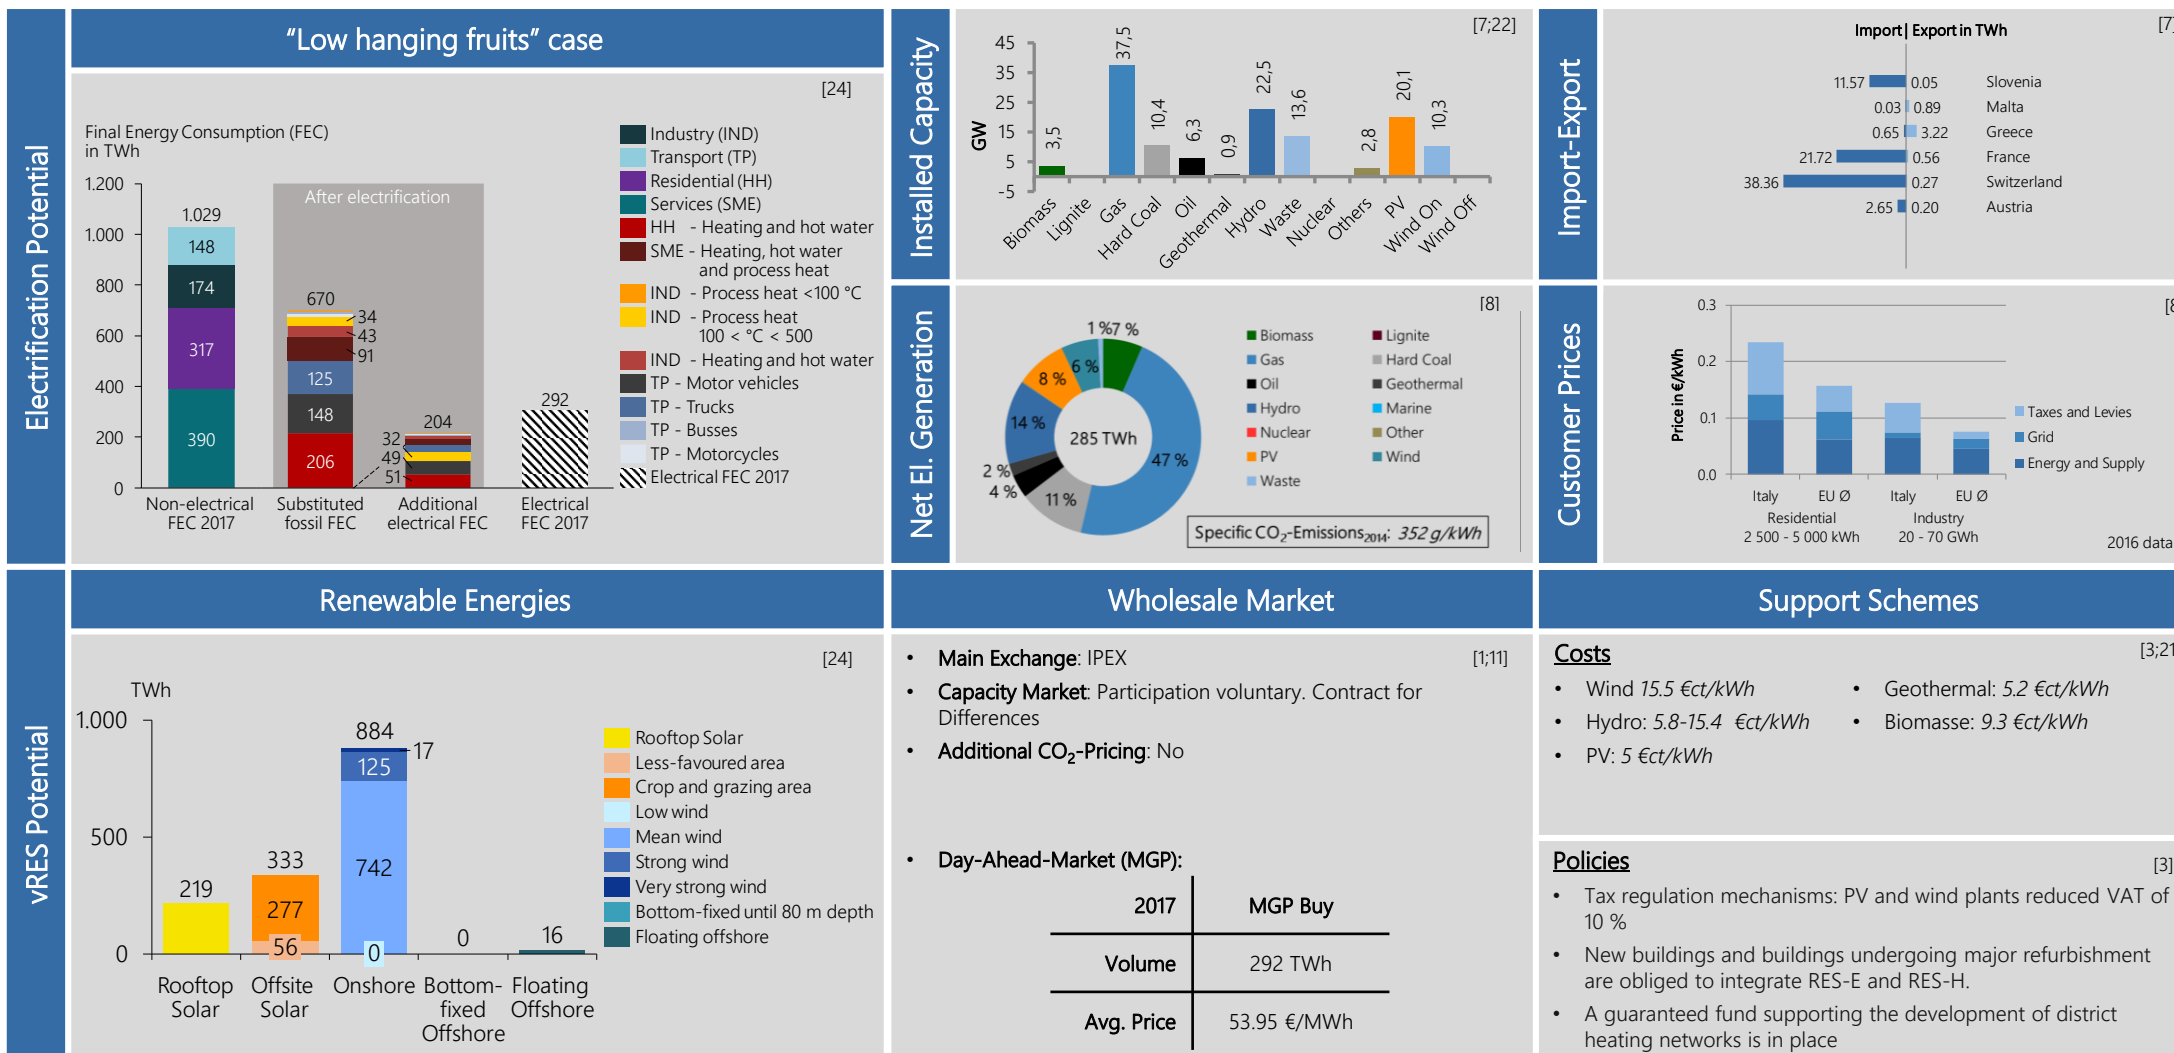 Electrification Potential
"Low hanging fruits" case
[24]
Final Energy Consumption (FEC)
in TWh
1.200
1.000
800
600
400
200
0
After electrification
1.029
148
174
317
390
670
34
43
91
125
148
206
204
32
49
51
292
Non-electrical
FEC 2017
Substituted
fossil FEC
Additional
electrical FEC
Electrical
FEC 2017
Industry (IND)
Transport (TP)
Residential (HH)
Services (SME)
HH - Heating and hot water
SME - Heating, hot water
and process heat
IND - Process heat <100 °C
IND - Process heat
100 < °C < 500
IND - Heating and hot water
TP - Motor vehicles
TP - Trucks
TP - Busses
TP - Motorcycles
Electrical FEC 2017
Installed Capacity
[7;22]
GW
45
35
25
15
5
-5
3,5
37,5
10,4
6,3
0,9
22,5
13,6
2,8
20,1
10,3
Biomass
Lignite
Gas
Hard Coal
Oil
Geothermal
Hydro
Waste
Nuclear
Others
PV
Wind On
Wind Off
Import-Export
[7]
Import | Export in TWh
11.57 0.05 Slovenia
0.03 0.89 Malta
0.65 3.22 Greece
21.72 0.56 France
38.36 0.27 Switzerland
2.65 0.20 Austria
Net El. Generation
[8]
1 % 7 %
6 %
8 %
14 %
285 TWh
47 %
2 %
4 %
11 %
Biomass
Lignite
Gas
Hard Coal
Oil
Geothermal
Hydro
Marine
Nuclear
Other
PV
Wind
Waste
Specific CO2-Emissions2014: 352 g/kWh
Customer Prices
[8
Price in €/kWh
0.3
0.2
0.1
0.0
Italy
EU Ø
Italy
EU Ø
Residential
2 500 - 5 000 kWh
Industry
20 - 70 GWh
Taxes and Levies
Grid
Energy and Supply
2016 data
vRES Potential
Renewable Energies
[24]
TWh
1.000
500
0
219
333
277
56
884
17
125
742
0
0
16
Rooftop
Solar
Offsite
Solar
Onshore
Bottom-
fixed
Offshore
Floating
Offshore
Rooftop Solar
Less-favoured area
Crop and grazing area
Low wind
Mean wind
Strong wind
Very strong wind
Bottom-fixed until 80 m depth
Floating offshore
Wholesale Market
[1;11]
• Main Exchange: IPEX
• Capacity Market: Participation voluntary. Contract for
Differences
• Additional CO2-Pricing: No
• Day-Ahead-Market (MGP):
2017 MGP Buy
Volume 292 TWh
Avg. Price 53.95 €/MWh
Support Schemes
Costs
[3;21
• Wind 15.5 €ct/kWh
• Hydro: 5.8-15.4 €ct/kWh
• PV: 5 €ct/kWh
• Geothermal: 5.2 €ct/kWh
• Biomasse: 9.3 €ct/kWh
Policies
[3]
• Tax regulation mechanisms: PV and wind plants reduced VAT of
10 %
• New buildings and buildings undergoing major refurbishment
are obliged to integrate RES-E and RES-H.
• A guaranteed fund supporting the development of district
heating networks is in place